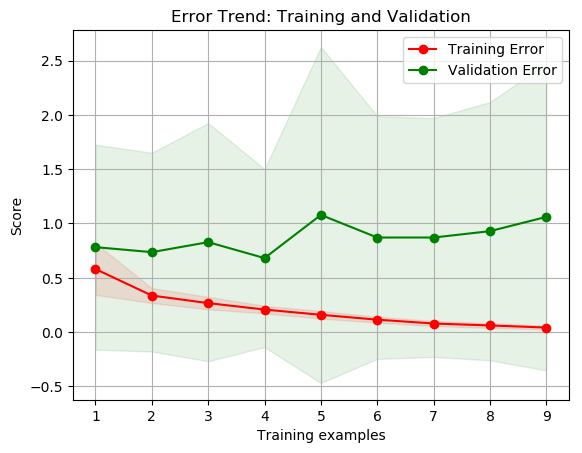 Error Trend: Training and Validation
Training Error
Validation Error
Score
2.5
2.0
1.5
1.0
0.5
0.0
−0.5
1 2 3 4 5 6 7 8 9
Training examples